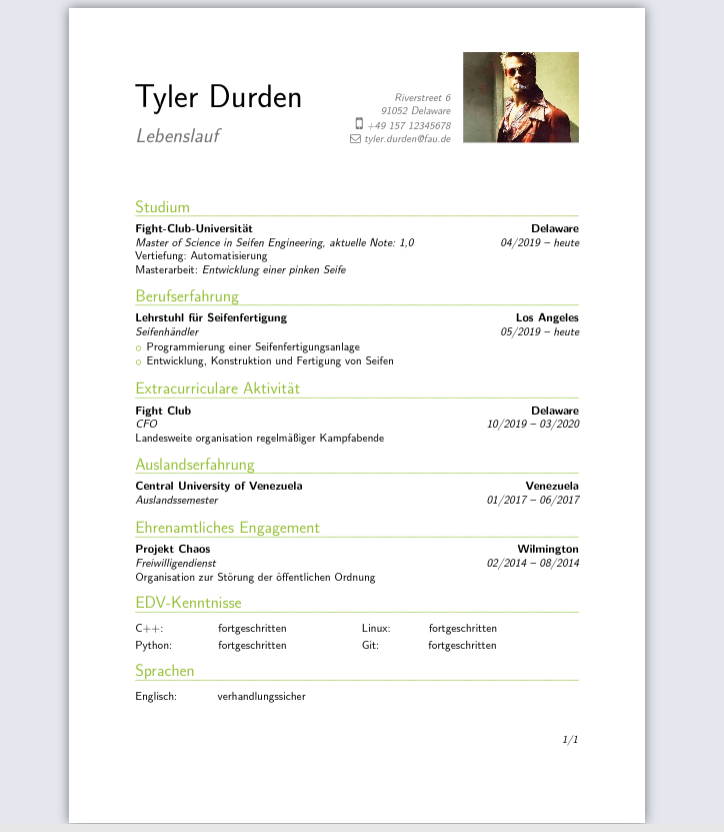 Tyler Durden
Lebenslauf
Riverstreet 6
91052 Delaware
+49 157 12345678
tyler.durden@fau.de
Studium
Fight-Club-Universität Delaware
Master of Science in Seifen Engineering, aktuelle Note: 1,0 04/2019 – heute
Vertiefung: Automatisierung
Masterarbeit: Entwicklung einer pinken Seife
Berufserfahrung
Lehrstuhl für Seifenfertigung Los Angeles
Seifenhändler 05/2019 – heute
o Programmierung einer Seifenfertigungsanlage
o Entwicklung, Konstruktion und Fertigung von Seifen
Extracurriculare Aktivität
Fight Club Delaware
CFO 10/2019 – 03/2020
Landesweite organisation regelmäßiger Kampfabende
Auslandserfahrung
Central University of Venezuela Venezuela
Auslandssemester 01/2017 – 06/2017
Ehrenamtliches Engagement
Projekt Chaos Wilmington
Freiwilligendienst 02/2014 – 08/2014
Organisation zur Störung der öffentlichen Ordnung
EDV-Kenntnisse
C++: fortgeschritten Linux: fortgeschritten
Python: fortgeschritten Git: fortgeschritten
Sprachen
Englisch: verhandlungssicher
1/1